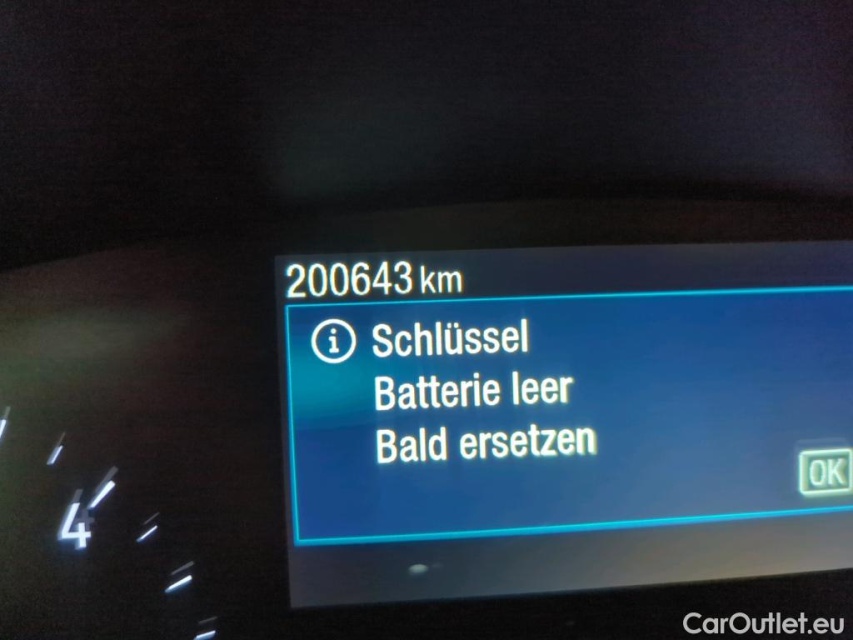 200643 km
i Schlüssel
Batterie leer
Bald ersetzen
OK
4
CarOutlet.eu